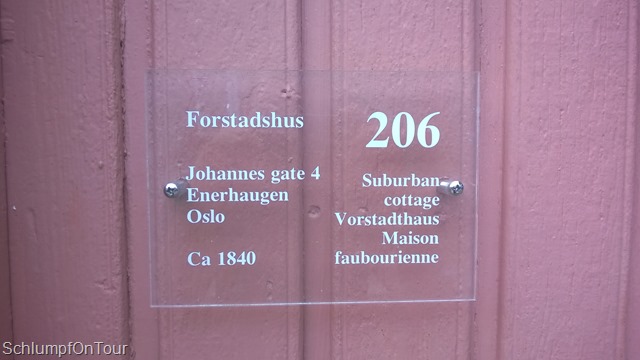 Forstadshus
Johannes gate 4
Enerhaugen
Oslo
Ca 1840
206
Suburban
cottage
Vorstadthaus
Maison
faubourienne
SchlumpfOnTour